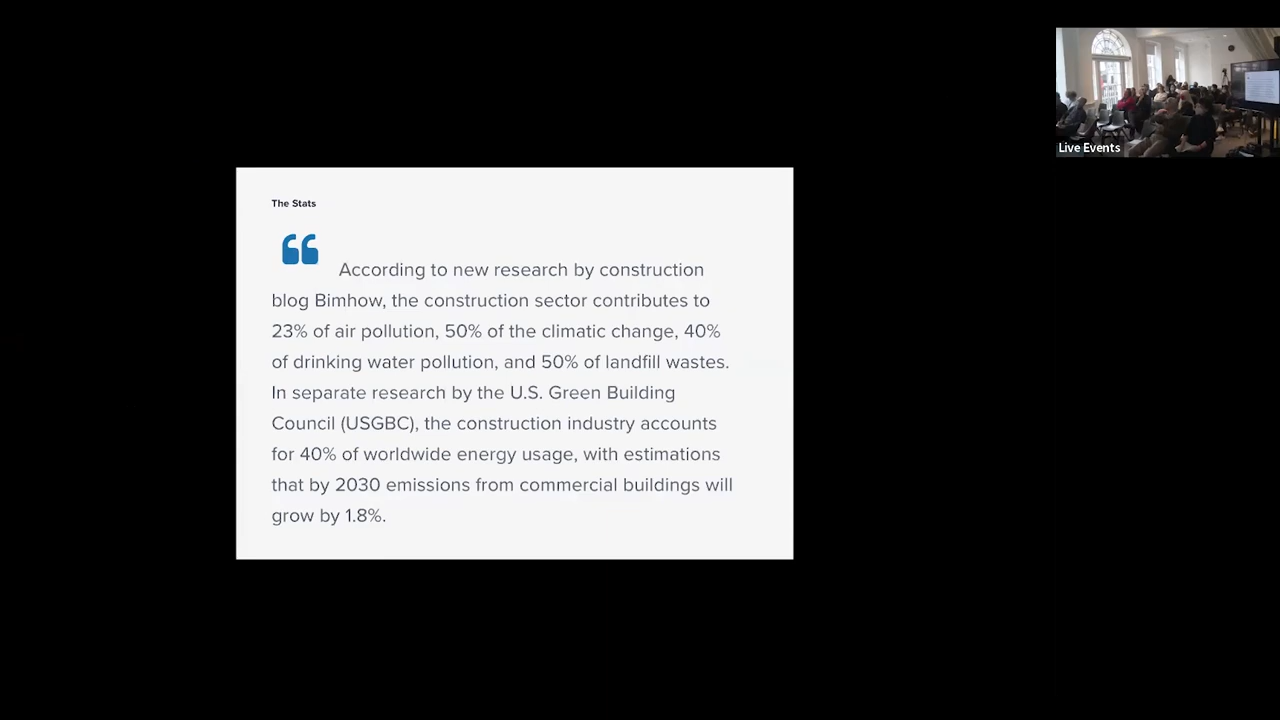 The Stats
“ According to new research by construction
blog Bimhow, the construction sector contributes to
23% of air pollution, 50% of the climatic change, 40%
of drinking water pollution, and 50% of landfill wastes.
In separate research by the U.S. Green Building
Council (USGBC), the construction industry accounts
for 40% of worldwide energy usage, with estimations
that by 2030 emissions from commercial buildings will
grow by 1.8%.
Live Events